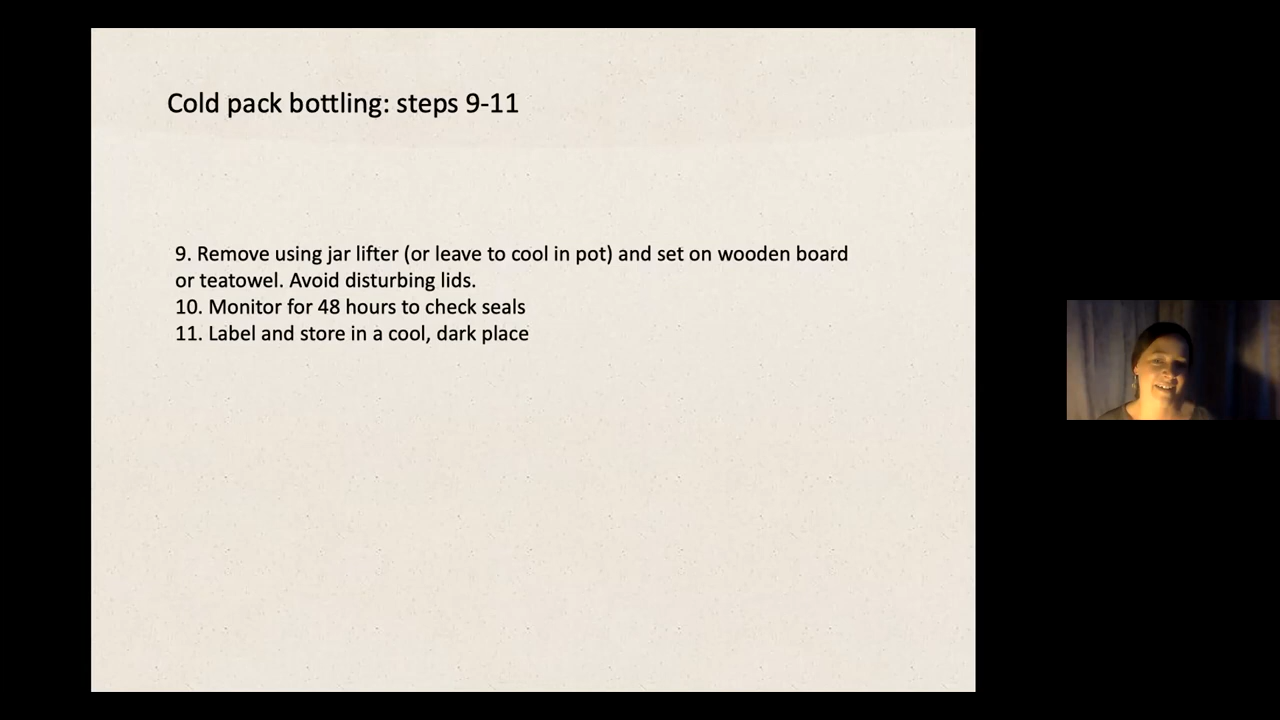 Cold pack bottling: steps 9-11
9. Remove using jar lifter (or leave to cool in pot) and set on wooden board
or teatowel. Avoid disturbing lids.
10. Monitor for 48 hours to check seals
11. Label and store in a cool, dark place